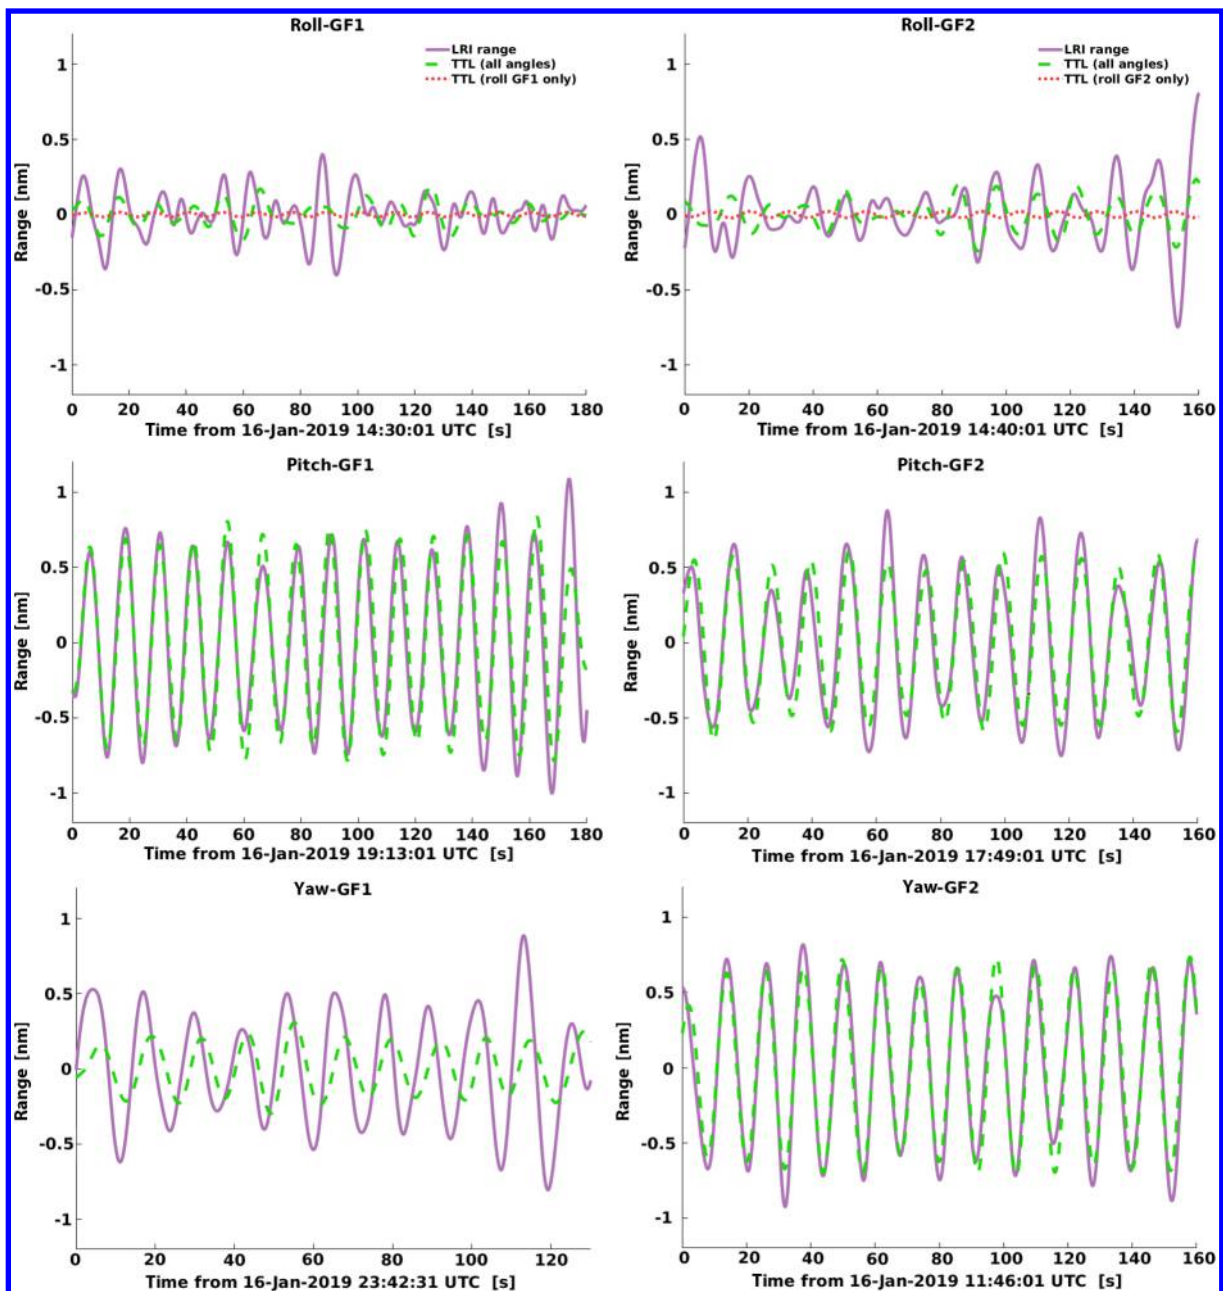 Roll-GF1
LRI range
TTL (all angles)
TTL (roll GF1 only)
1
0.5
0
-0.5
-1
Range [nm]
0 20 40 60 80 100 120 140 160 180
Time from 16-Jan-2019 14:30:01 UTC [s]
Roll-GF2
LRI range
TTL (all angles)
TTL (roll GF2 only)
1
0.5
0
-0.5
-1
Range [nm]
0 20 40 60 80 100 120 140 160
Time from 16-Jan-2019 14:40:01 UTC [s]
Pitch-GF1
1
0.5
0
-0.5
-1
Range [nm]
0 20 40 60 80 100 120 140 160 180
Time from 16-Jan-2019 19:13:01 UTC [s]
Pitch-GF2
1
0.5
0
-0.5
-1
Range [nm]
0 20 40 60 80 100 120 140 160
Time from 16-Jan-2019 17:49:01 UTC [s]
Yaw-GF1
1
0.5
0
-0.5
-1
Range [nm]
0 20 40 60 80 100 120
Time from 16-Jan-2019 23:42:31 UTC [s]
Yaw-GF2
1
0.5
0
-0.5
-1
Range [nm]
0 20 40 60 80 100 120 140 160
Time from 16-Jan-2019 11:46:01 UTC [s]